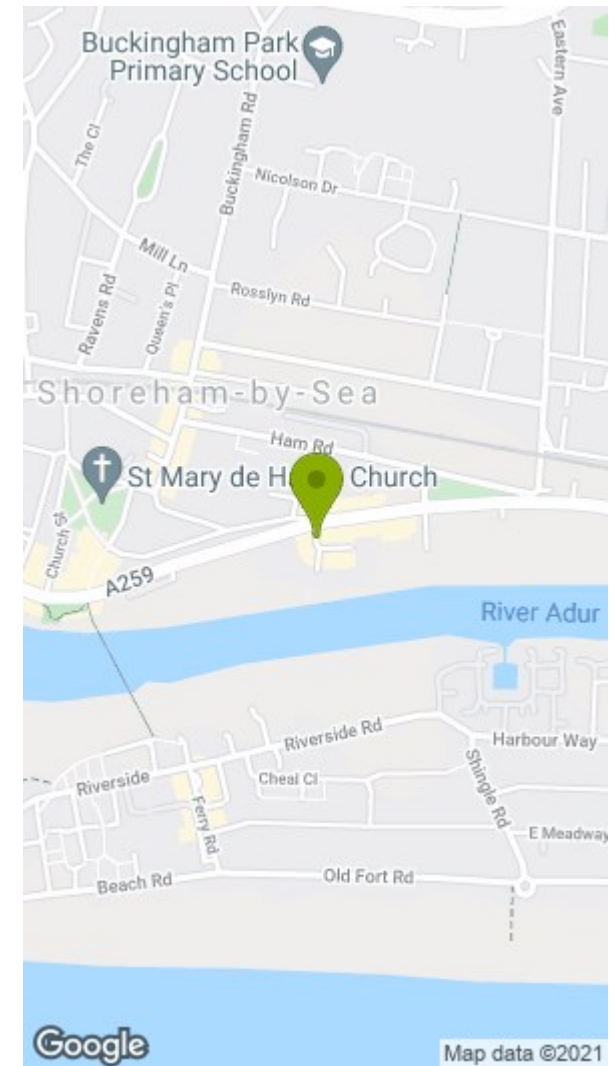 Buckingham Park
Primary School
Eastern Ave
The Cl
Buckingham Rd
Nicolson Dr
Mill Ln
Ravens Rd
Queen's Pl
Rosslyn Rd
Shoreham-by-Sea
Ham Rd
St Mary de H Church
Church St
A259
River Adur
Riverside Rd
Harbour Way
Riverside
Cheal Cl
Shingle Rd
Ferry Rd
E Meadway
Beach Rd
Old Fort Rd
Google
Map data ©2021